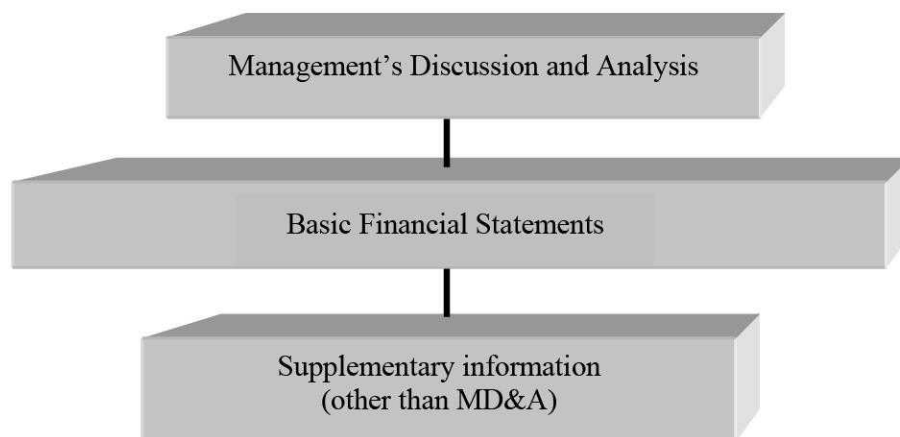 Management’s Discussion and Analysis
Basic Financial Statements
Supplementary information
(other than MD&A)